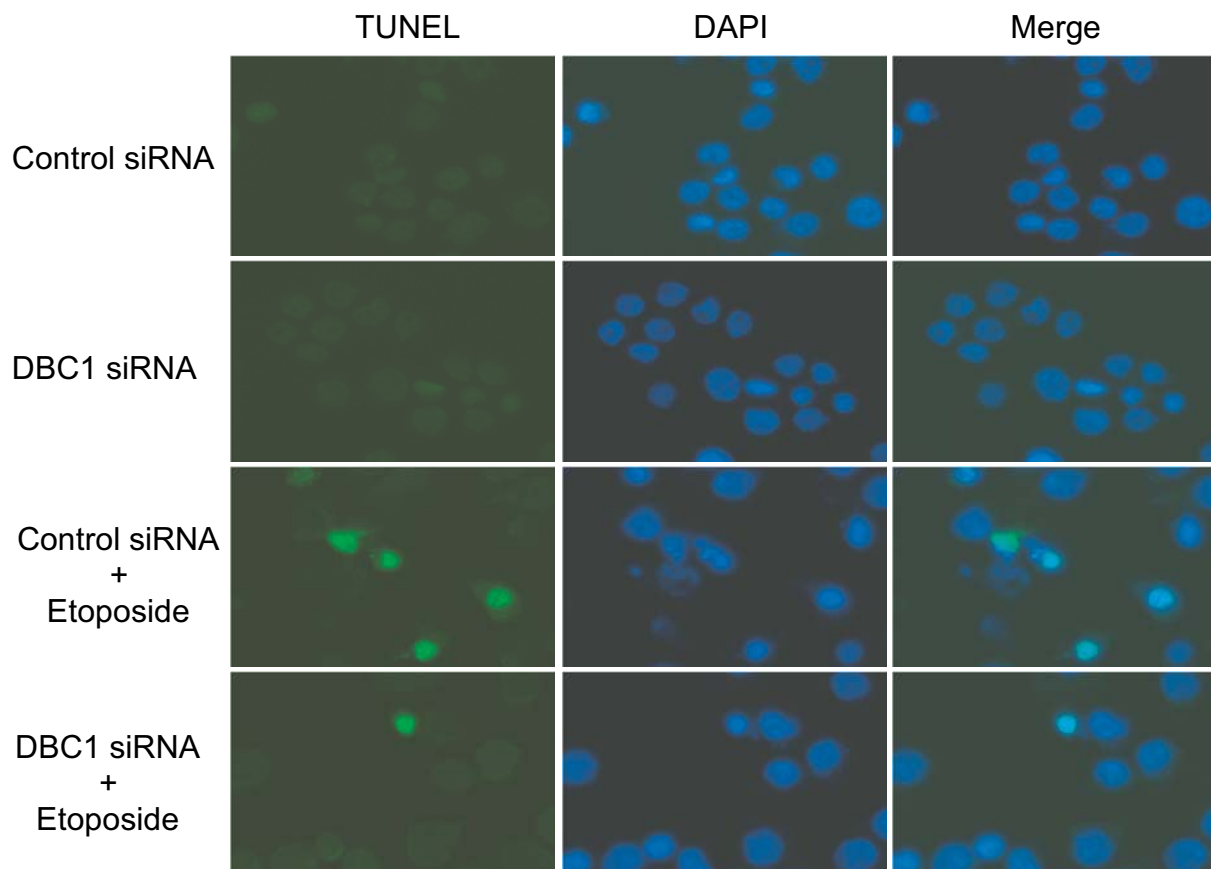 TUNEL DAPI Merge
Control siRNA
DBC1 siRNA
Control siRNA
+
Etoposide
DBC1 siRNA
+
Etoposide